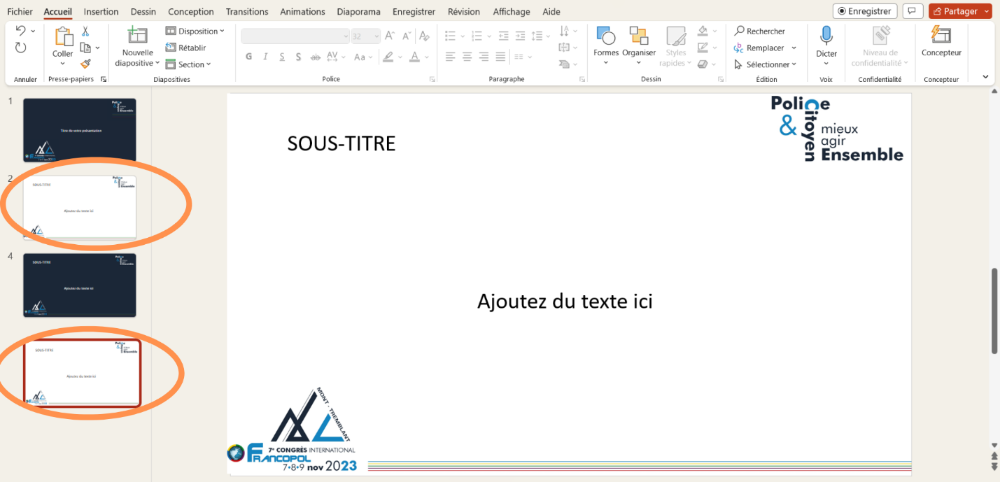 Fichier Accueil Insertion Dessin Conception Transitions Animations Diaporama Enregistrer Révision Affichage Aide
Enregistrer
Partager
Coller
Nouvelle
diapositive
Disposition
Rétablir
Section
32
G I S S ab AV Aa A
Formes Organiser Styles
rapides
Rechercher
Remplacer
Sélectionner
Dicter
Niveau de
confidentialité
Concepteur
Annuler Presse-papiers Diapositives Police Paragraphe Dessin Édition Voix Confidentialité Concepteur
1
Titre de votre présentation
2
SOUS-TITRE
Ajoutez du texte ici
4
SOUS-TITRE
Ajoutez du texte ici
SOUS-TITRE
Ajoutez du texte ici
SOUS-TITRE
Police
& citoyen
mieux
agir
Ensemble
Ajoutez du texte ici
MONT-TREMBLANT
7e CONGRÈS INTERNATIONAL
FRANCOPOL
7•8•9 nov 2023